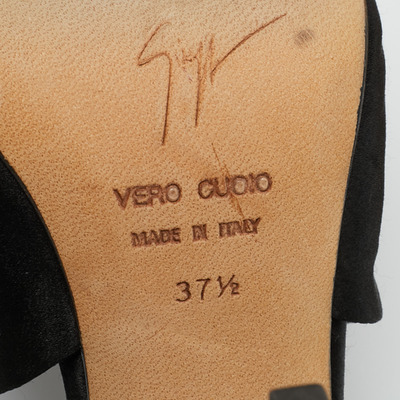 VERO CUOIO
MADE IN ITALY
37½